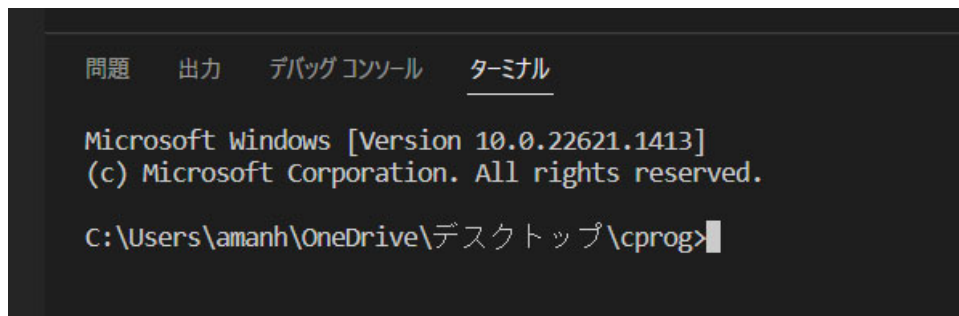 問題 出力 デバッグ コンソール ターミナル
Microsoft Windows [Version 10.0.22621.1413]
(c) Microsoft Corporation. All rights reserved.
C:\Users\amanh\OneDrive\デスクトップ\cprog>